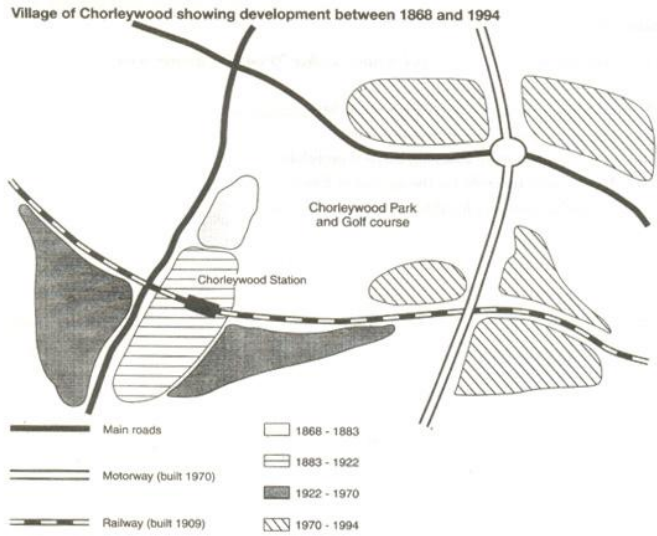 Village of Chorleywood showing development between 1868 and 1994
Chorleywood Park
and Golf course
Chorleywood Station
Main roads
Motorway (built 1970)
Railway (built 1909)
1868 - 1883
1883 - 1922
1922 - 1970
1970 - 1994